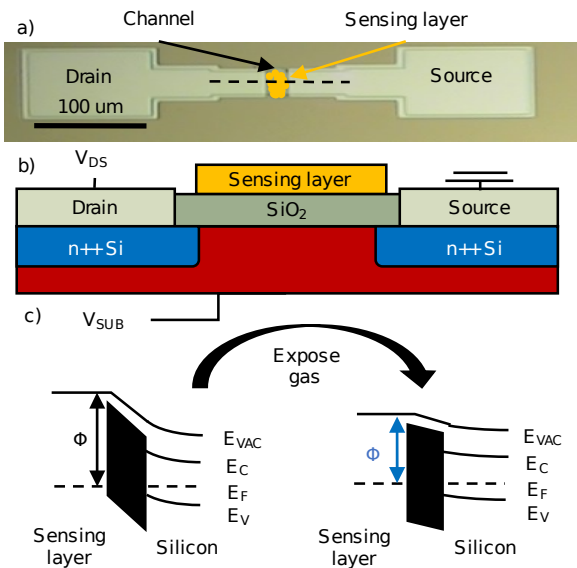 a)
Channel
Sensing layer
Drain
Source
100 um
b)
V_DS
Sensing layer
Drain
SiO₂
Source
n++Si
n++Si
V_SUB
c)
Expose
gas
Φ
E_VAC
E_C
E_F
E_V
Sensing
layer
Silicon
Φ
E_VAC
E_C
E_F
E_V
Sensing
layer
Silicon